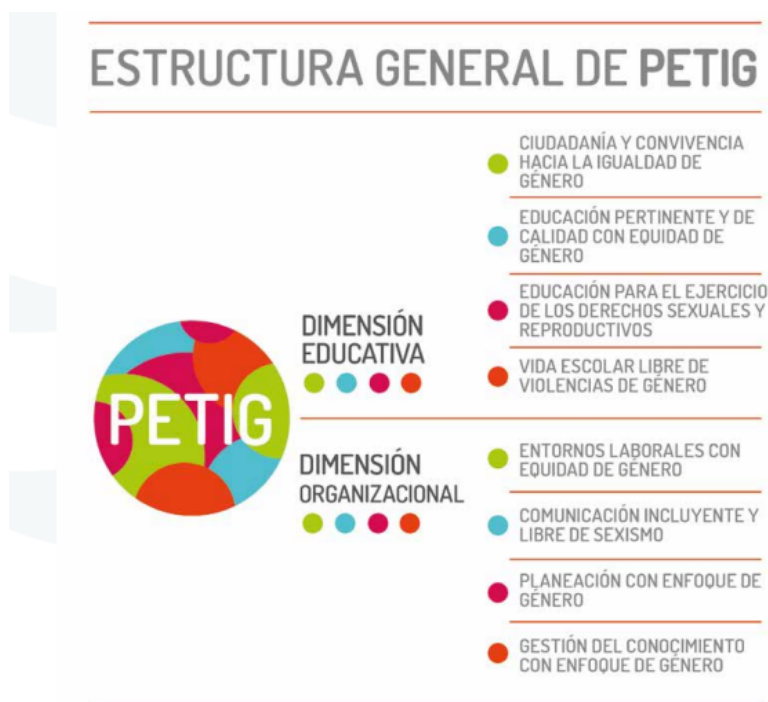 ESTRUCTURA GENERAL DE PETIG
PETIG
DIMENSIÓN
EDUCATIVA
CIUDADANÍA Y CONVIVENCIA
HACIA LA IGUALDAD DE
GÉNERO
EDUCACIÓN PERTINENTE Y DE
CALIDAD CON EQUIDAD DE
GÉNERO
EDUCACIÓN PARA EL EJERCICIO
DE LOS DERECHOS SEXUALES Y
REPRODUCTIVOS
VIDA ESCOLAR LIBRE DE
VIOLENCIAS DE GÉNERO
DIMENSIÓN
ORGANIZACIONAL
ENTORNOS LABORALES CON
EQUIDAD DE GÉNERO
COMUNICACIÓN INCLUYENTE Y
LIBRE DE SEXISMO
PLANEACIÓN CON ENFOQUE DE
GÉNERO
GESTIÓN DEL CONOCIMIENTO
CON ENFOQUE DE GÉNERO